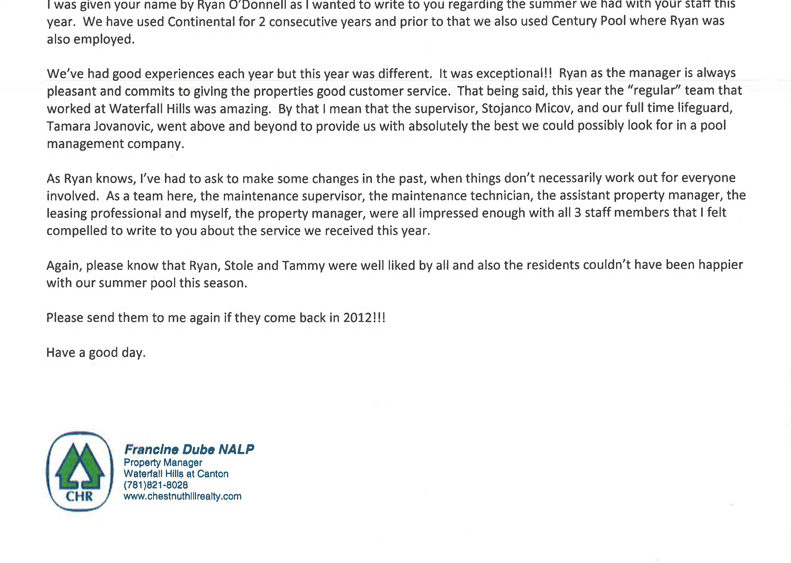 I was given your name by Ryan O'Donnell as I wanted to write to you regarding the summer we had with your staff this
year.  We have used Continental for 2 consecutive years and prior to that we also used Century Pool where Ryan was
also employed.
We've had good experiences each year but this year was different.  It was exceptional!!  Ryan as the manager is always
pleasant and commits to giving the properties good customer service.  That being said, this year the "regular" team that
worked at Waterfall Hills was amazing.  By that I mean that the supervisor, Stojanco Micov, and our full time lifeguard,
Tamara Jovanovic, went above and beyond to provide us with absolutely the best we could possibly look for in a pool
management company.
As Ryan knows, I've had to ask to make some changes in the past, when things don't necessarily work out for everyone
involved.  As a team here, the maintenance supervisor, the maintenance technician, the assistant property manager, the
leasing professional and myself, the property manager, were all impressed enough with all 3 staff members that I felt
compelled to write to you about the service we received this year.
Again, please know that Ryan, Stole and Tammy were well liked by all and also the residents couldn't have been happier
with our summer pool this season.
Please send them to me again if they come back in 2012!!!
Have a good day.
CHR
Francine Dube NALP
Property Manager
Waterfall Hills at Canton
(781)821-8028
www.chestnuthillrealty.com